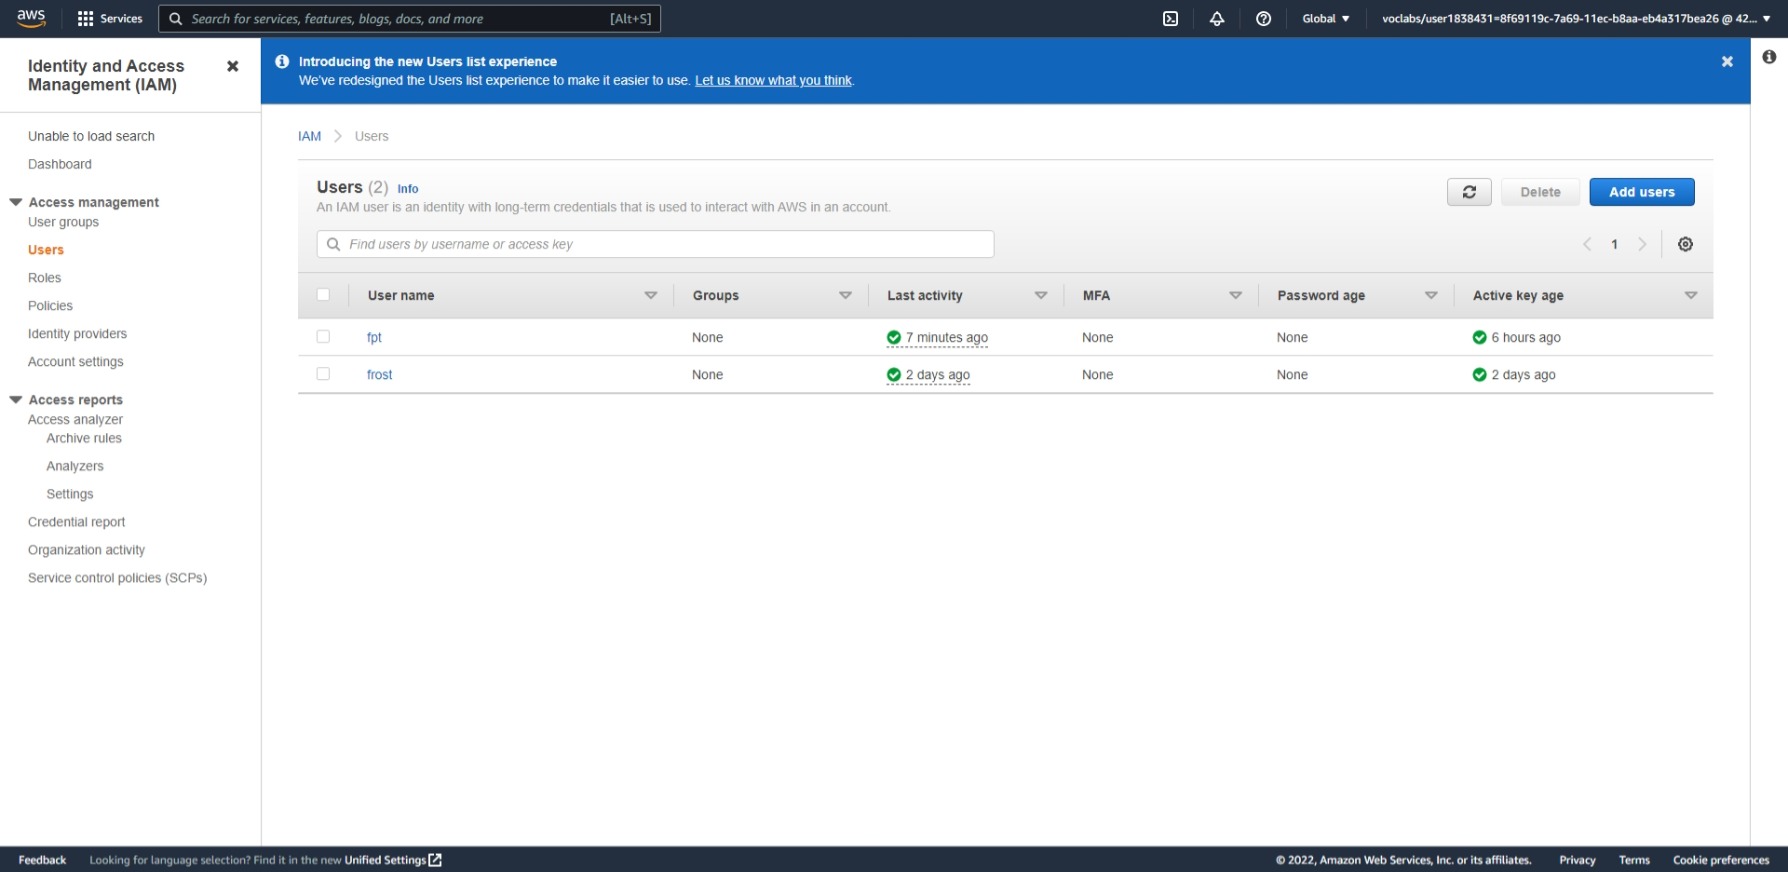 aws
Services
Search for services, features, blogs, docs, and more
[Alt+S]
Global
voclabs/user1838431=8f69119c-7a69-11ec-b8aa-eb4a317bea26 @ 42...
Identity and Access
Management (IAM)
Unable to load search
Dashboard
Access management
User groups
Users
Roles
Policies
Identity providers
Account settings
Access reports
Access analyzer
Archive rules
Analyzers
Settings
Credential report
Organization activity
Service control policies (SCPs)
Introducing the new Users list experience
We've redesigned the Users list experience to make it easier to use. Let us know what you think.
IAM
Users
Users (2) Info
An IAM user is an identity with long-term credentials that is used to interact with AWS in an account.
Delete
Add users
Find users by username or access key
1
User name Groups Last activity MFA Password age Active key age
fpt None 7 minutes ago None None 6 hours ago
frost None 2 days ago None None 2 days ago
Feedback
Looking for language selection? Find it in the new Unified Settings
© 2022, Amazon Web Services, Inc. or its affiliates.
Privacy
Terms
Cookie preferences